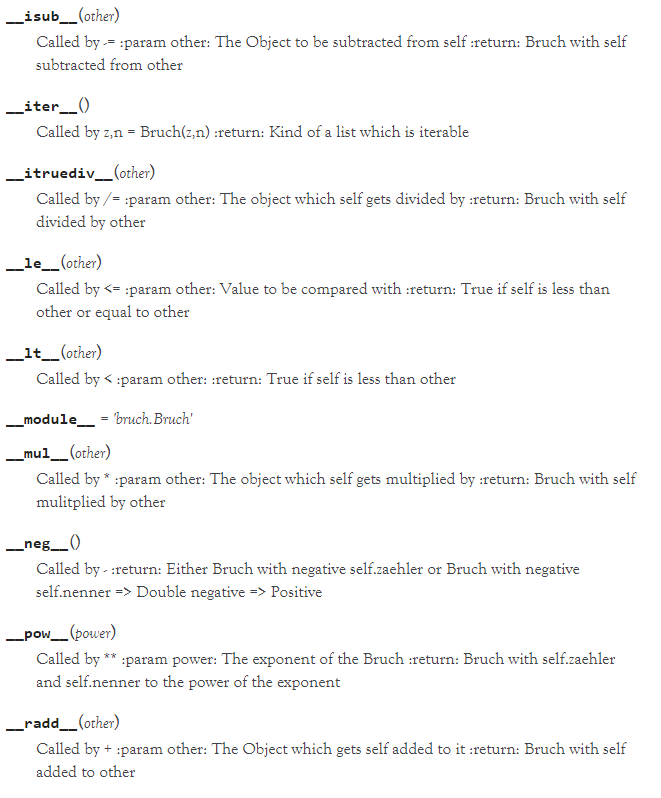 __isub__(other)
Called by -= :param other: The Object to be subtracted from self :return: Bruch with self
subtracted from other
__iter__()
Called by z,n = Bruch(z,n) :return: Kind of a list which is iterable
__itruediv__(other)
Called by /= :param other: The object which self gets divided by :return: Bruch with self
divided by other
__le__(other)
Called by <= :param other: Value to be compared with :return: True if self is less than
other or equal to other
__lt__(other)
Called by < :param other: :return: True if self is less than other
__module__ = 'bruch.Bruch'
__mul__(other)
Called by * :param other: The object which self gets multiplied by :return: Bruch with self
mulitplied by other
__neg__()
Called by - :return: Either Bruch with negative self.zaehler or Bruch with negative
self.nenner => Double negative => Positive
__pow__(power)
Called by ** :param power: The exponent of the Bruch :return: Bruch with self.zaehler
and self.nenner to the power of the exponent
__radd__(other)
Called by + :param other: The Object which gets self added to it :return: Bruch with self
added to other